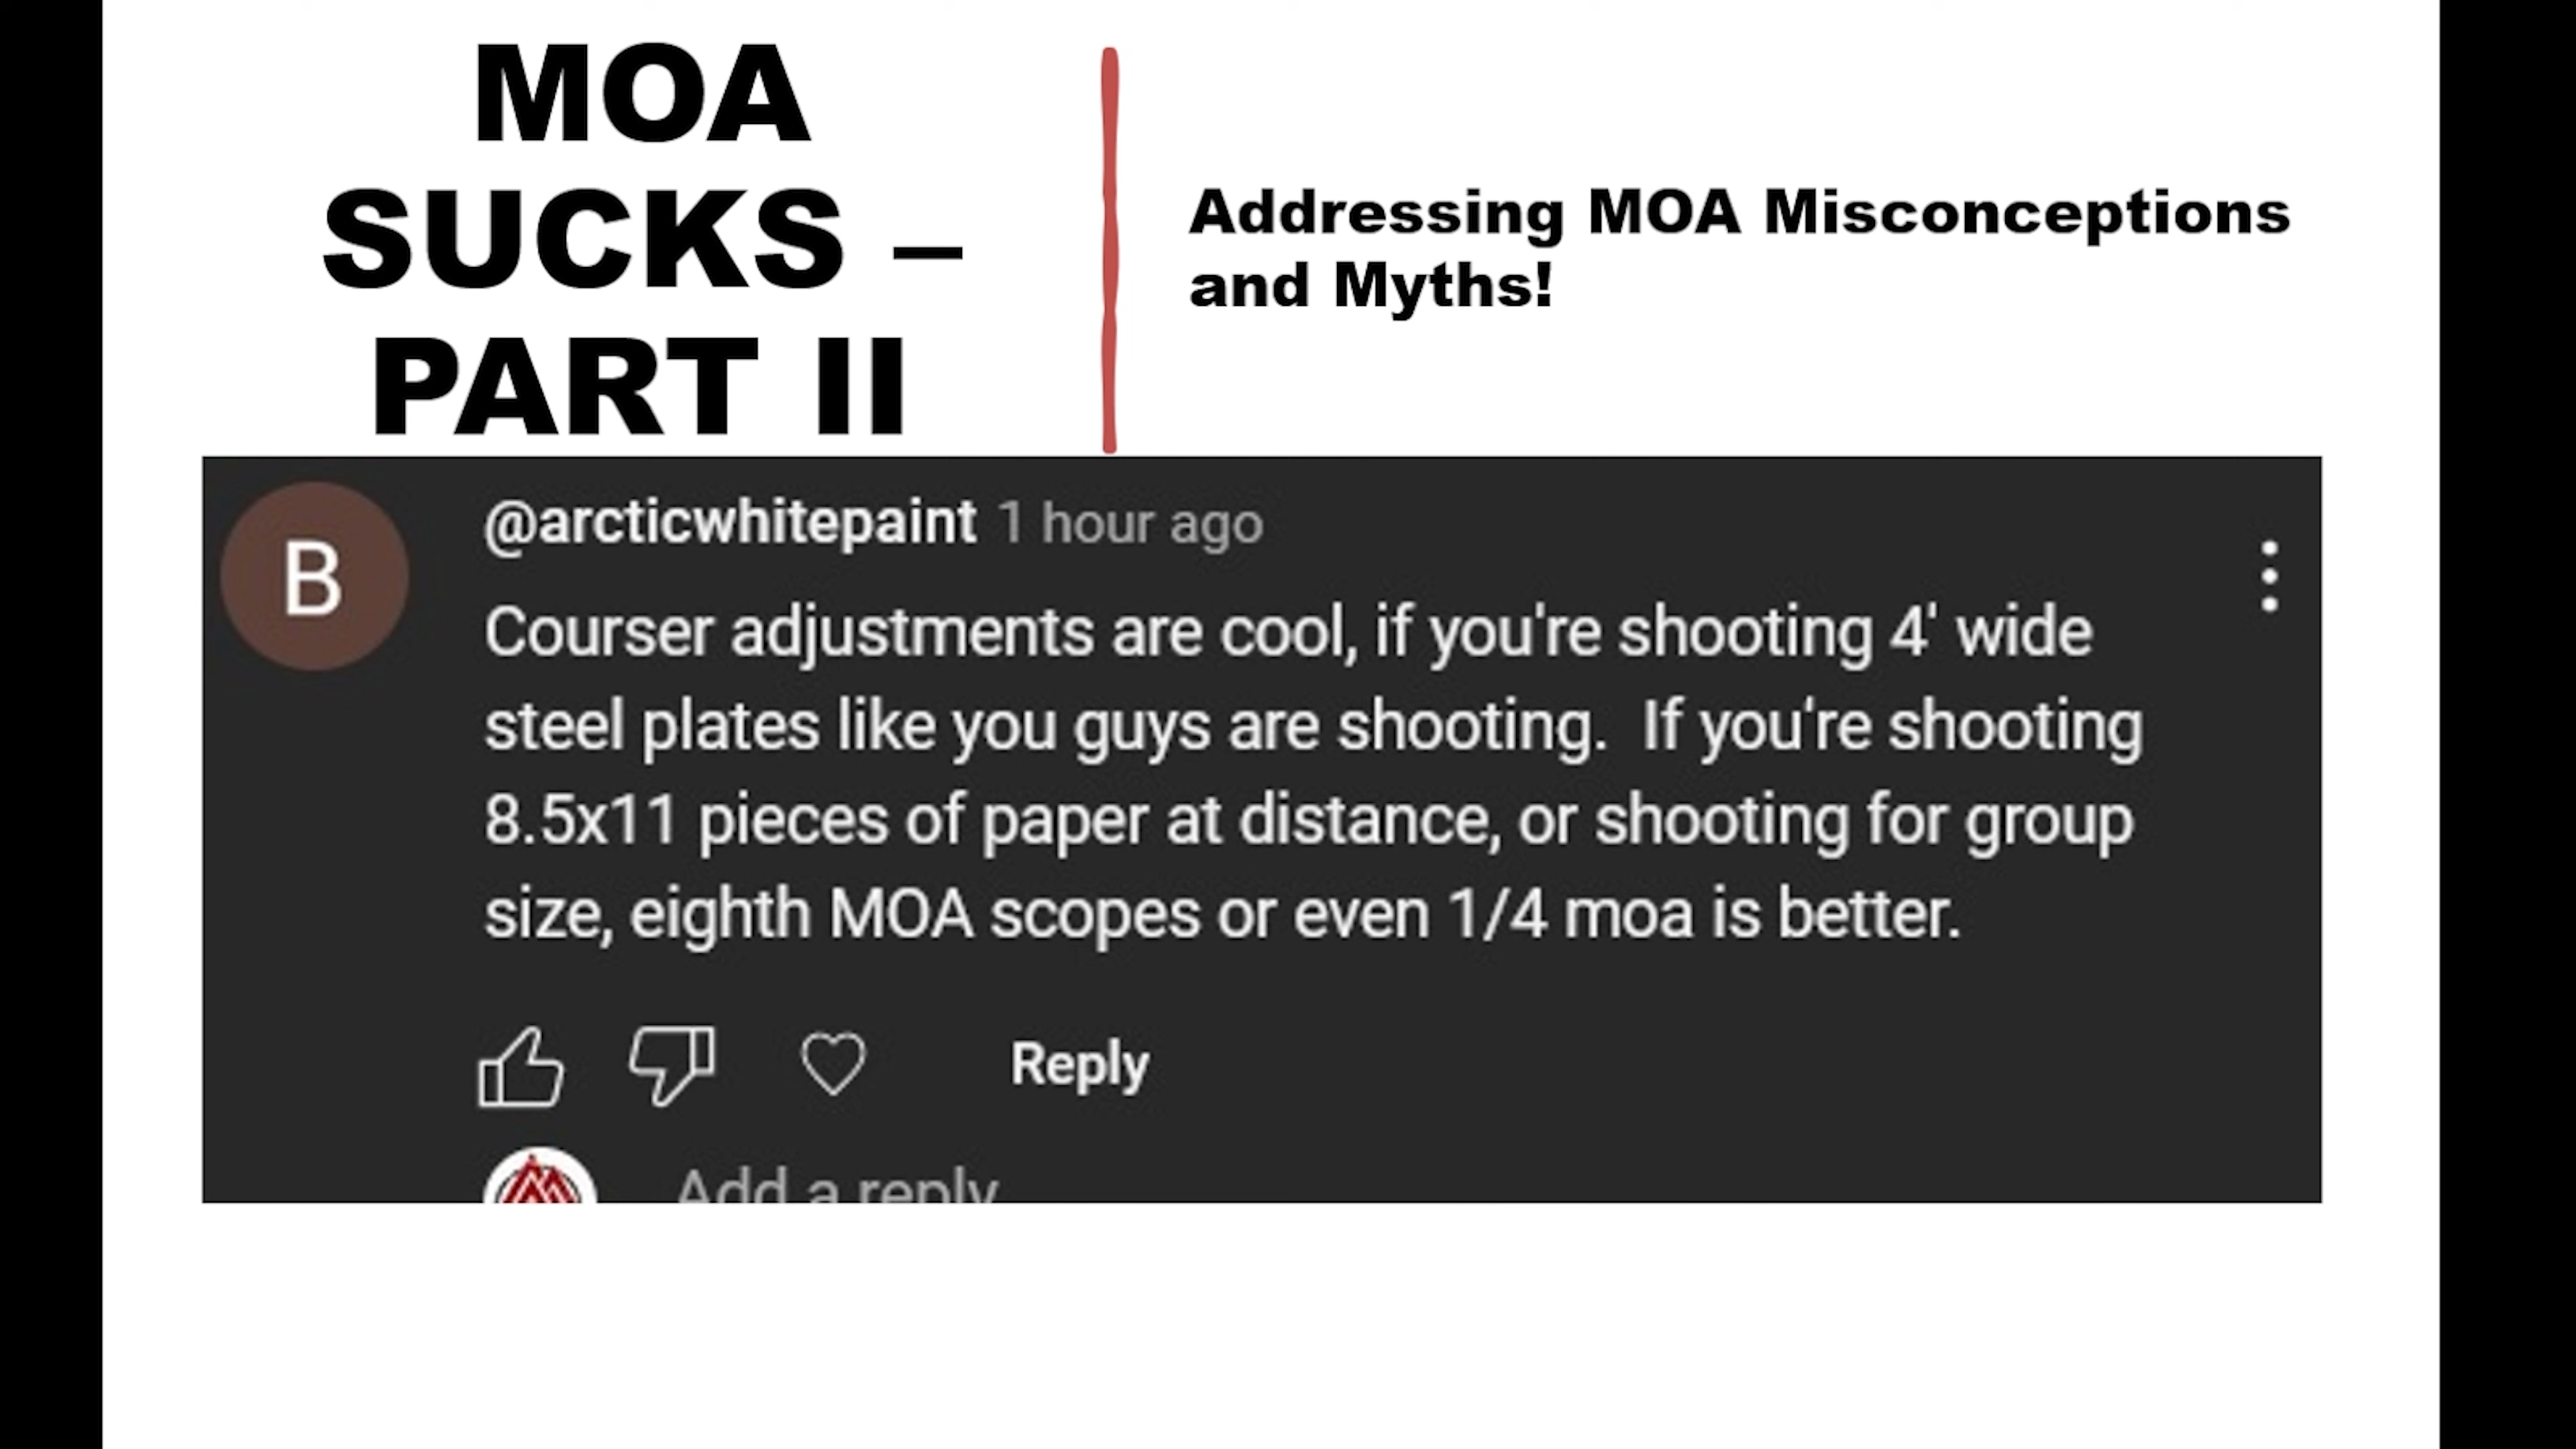 MOA
SUCKS –
PART II
Addressing MOA Misconceptions
and Myths!
B
@arcticwhitepaint 1 hour ago
Courser adjustments are cool, if you're shooting 4' wide
steel plates like you guys are shooting.  If you're shooting
8.5x11 pieces of paper at distance, or shooting for group
size, eighth MOA scopes or even 1/4 moa is better.
Reply
Add a reply